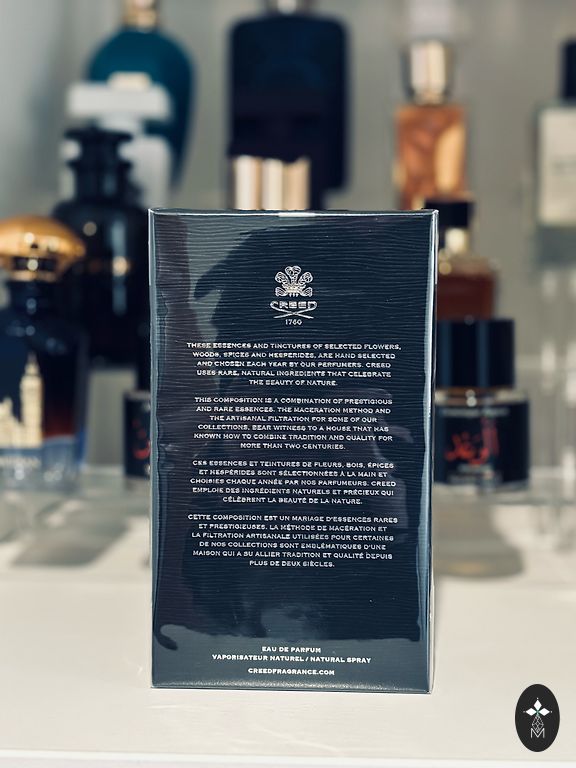 CREED
1760
THESE ESSENCES AND TINCTURES OF SELECTED FLOWERS,
WOODS, SPICES AND HESPERIDES, ARE HAND SELECTED
AND CHOSEN EACH YEAR BY OUR PERFUMERS. CREED
USES RARE, NATURAL INGREDIENTS THAT CELEBRATE
THE BEAUTY OF NATURE.
THIS COMPOSITION IS A COMBINATION OF PRESTIGIOUS
AND RARE ESSENCES. THE MACERATION METHOD AND
THE ARTISANAL FILTRATION FOR SOME OF OUR
COLLECTIONS, BEAR WITNESS TO A HOUSE THAT HAS
KNOWN HOW TO COMBINE TRADITION AND QUALITY FOR
MORE THAN TWO CENTURIES.
CES ESSENCES ET TEINTURES DE FLEURS, BOIS, ÉPICES
ET HESPÉRIDES SONT SÉLECTIONNÉES À LA MAIN ET
CHOISIES CHAQUE ANNÉE PAR NOS PARFUMEURS. CREED
EMPLOIE DES INGRÉDIENTS NATURELS ET PRÉCIEUX QUI
CÉLÈBRENT LA BEAUTÉ DE LA NATURE.
CETTE COMPOSITION EST UN MARIAGE D'ESSENCES RARES
ET PRESTIGIEUSES. LA MÉTHODE DE MACÉRATION ET
LA FILTRATION ARTISANALE UTILISÉES POUR CERTAINES
DE NOS COLLECTIONS SONT EMBLÉMATIQUES D'UNE
MAISON QUI A SU ALLIER TRADITION ET QUALITÉ DEPUIS
PLUS DE DEUX SIÈCLES.
EAU DE PARFUM
VAPORISATEUR NATUREL / NATURAL SPRAY
CREEDFRAGRANCE.COM
M